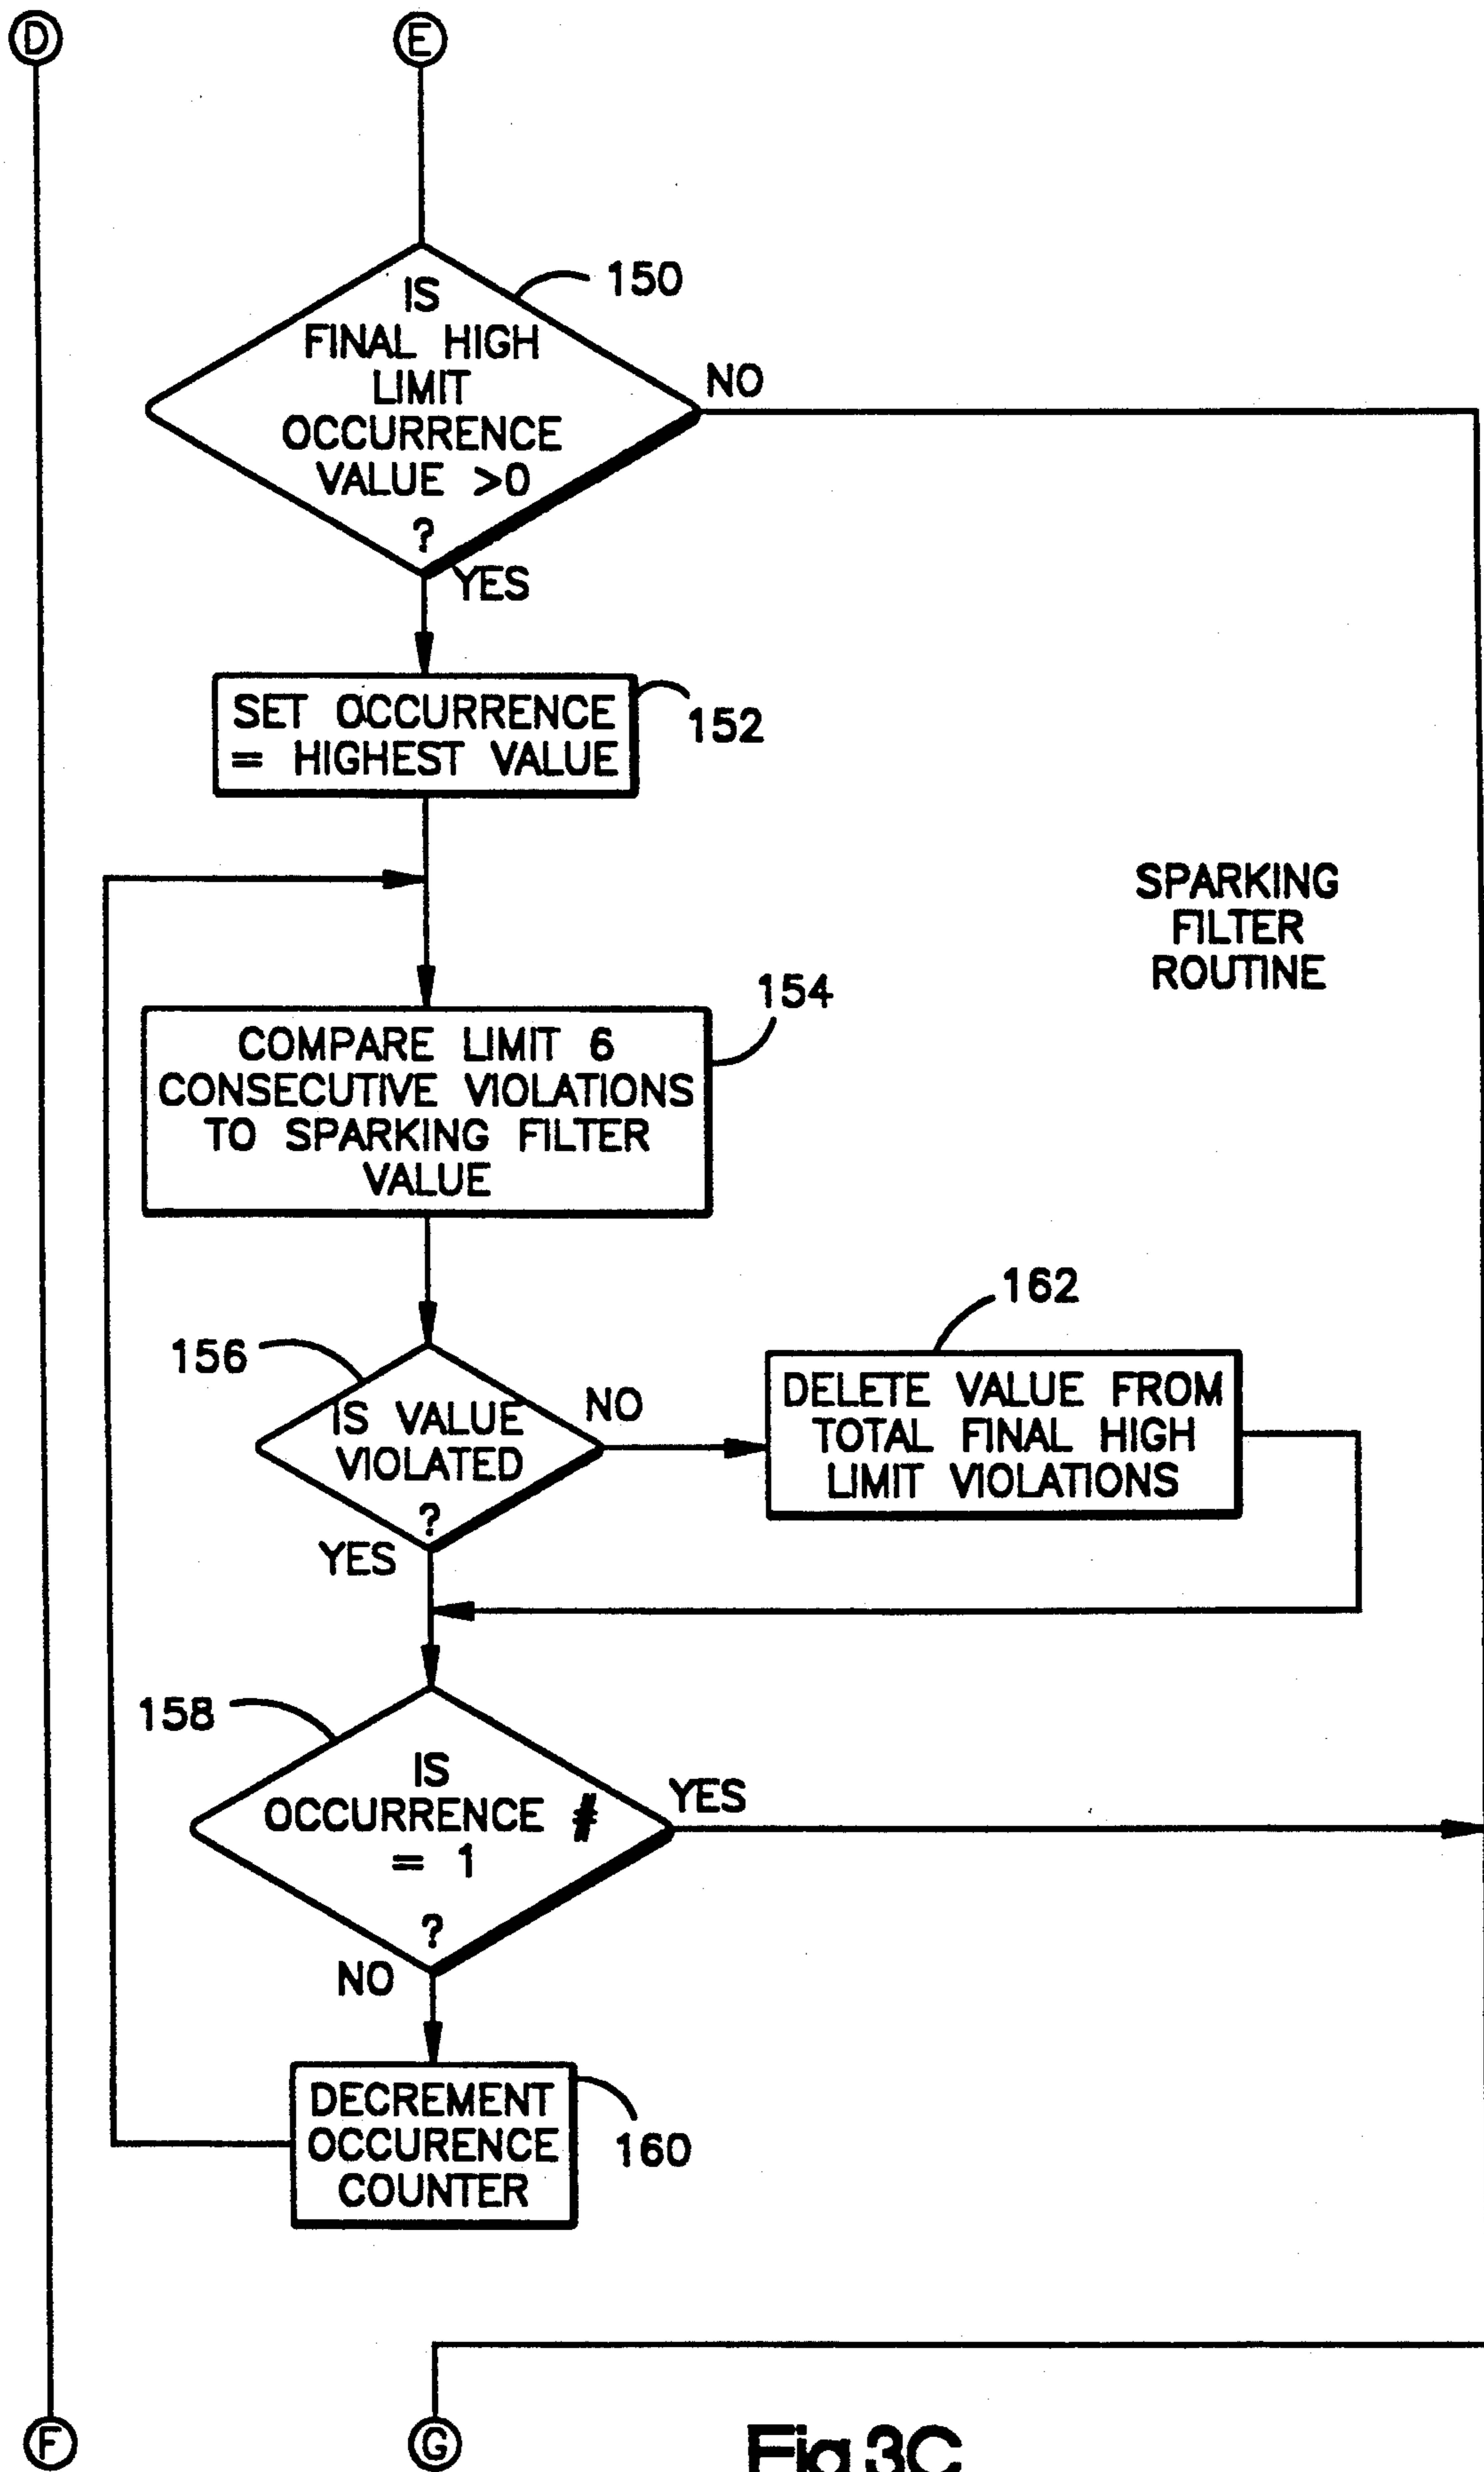 D
E
150
IS
FINAL HIGH
LIMIT
OCCURRENCE
VALUE >0
?
NO
YES
SET OCCURRENCE
= HIGHEST VALUE
152
SPARKING
FILTER
ROUTINE
154
COMPARE LIMIT 6
CONSECUTIVE VIOLATIONS
TO SPARKING FILTER
VALUE
156
IS VALUE
VIOLATED
?
NO
YES
162
DELETE VALUE FROM
TOTAL FINAL HIGH
LIMIT VIOLATIONS
158
IS
OCCURRENCE #
= 1
?
YES
NO
DECREMENT
OCCURENCE
COUNTER
160
F
G
Fig.3C